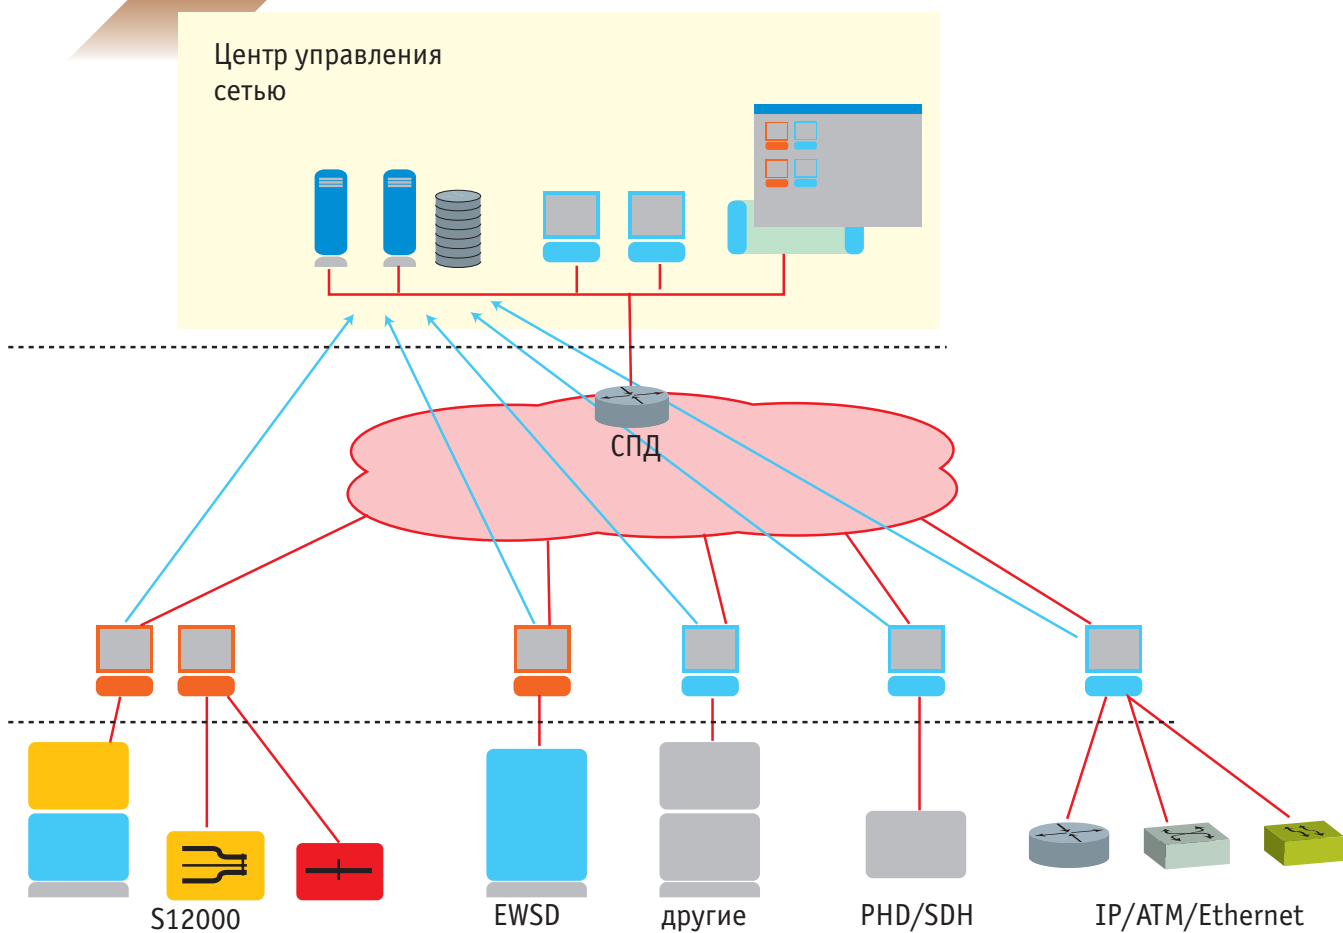 Центр управления
сетью
СПД
S12000
EWSD
другие
PHD/SDH
IP/ATM/Ethernet